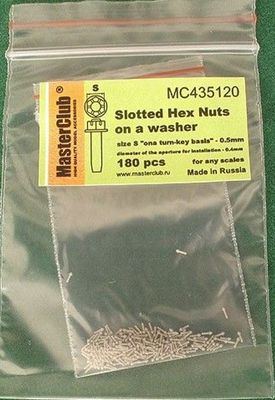 MC435120
S
Slotted Hex Nuts
on a washer
size S "ona turn-key basis" - 0.5mm
diameter of the aperture for installation - 0.4mm
180 pcs
for any scales
www.masterclub.ru
Made in Russia
MasterClub
HIGH-QUALITY MODEL ACCESSORIES